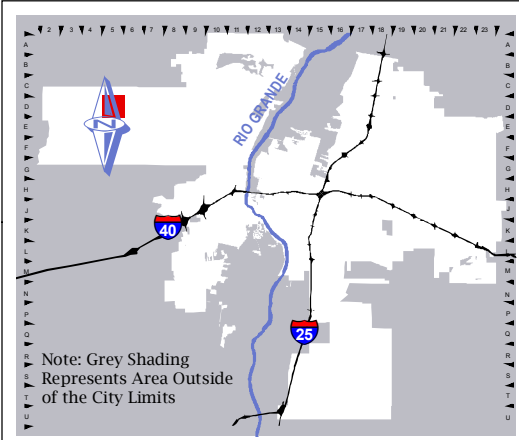 2 3 4 5 6 7 8 9 10 11 12 13 14 15 16 17 18 19 20 21 22 23
A A
B B
C C
D D
E E
F F
G G
H H
J J
K K
L L
M M
N N
P P
Q Q
R R
S S
T T
U U
N
RIO GRANDE
40
25
Note: Grey Shading
Represents Area Outside
of the City Limits